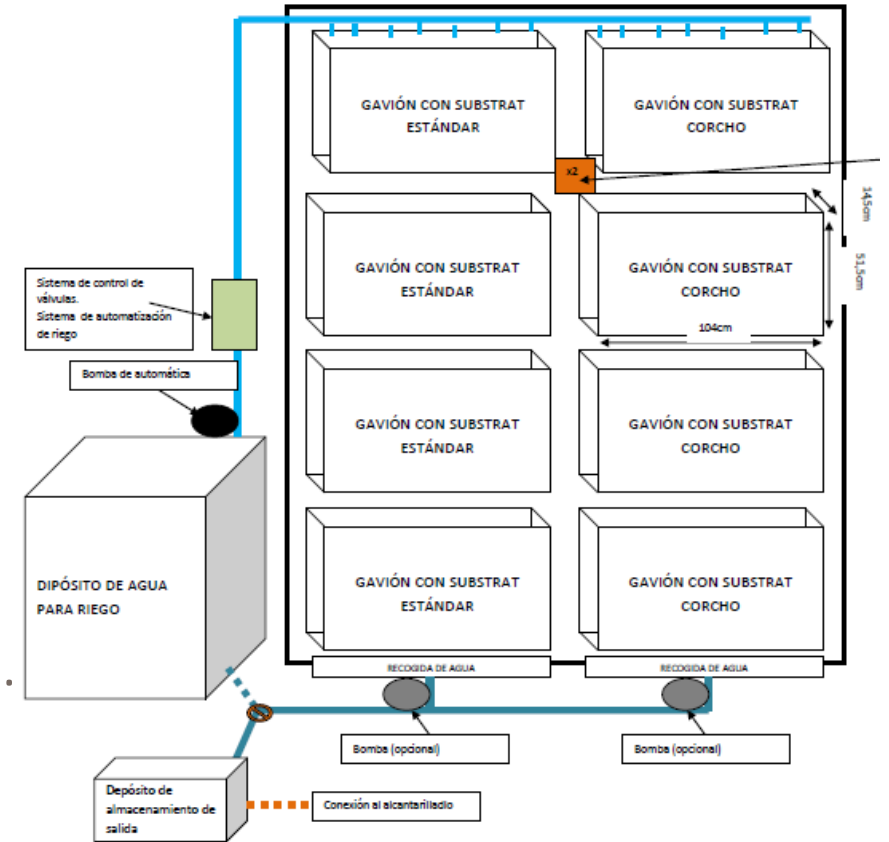 GAVIÓN CON SUBSTRAT
ESTÁNDAR
GAVIÓN CON SUBSTRAT
CORCHO
x2
14,5cm
51,5cm
GAVIÓN CON SUBSTRAT
ESTÁNDAR
GAVIÓN CON SUBSTRAT
CORCHO
104cm
Sistema de control de
válvulas.
Sistema de automatización
de riego
Bomba de automática
GAVIÓN CON SUBSTRAT
ESTÁNDAR
GAVIÓN CON SUBSTRAT
CORCHO
DIPÓSITO DE AGUA
PARA RIEGO
GAVIÓN CON SUBSTRAT
ESTÁNDAR
GAVIÓN CON SUBSTRAT
CORCHO
RECOGIDA DE AGUA
RECOGIDA DE AGUA
Bomba (opcional)
Bomba (opcional)
Depósito de
almacenamiento de
salida
Conexión al alcantarilladio